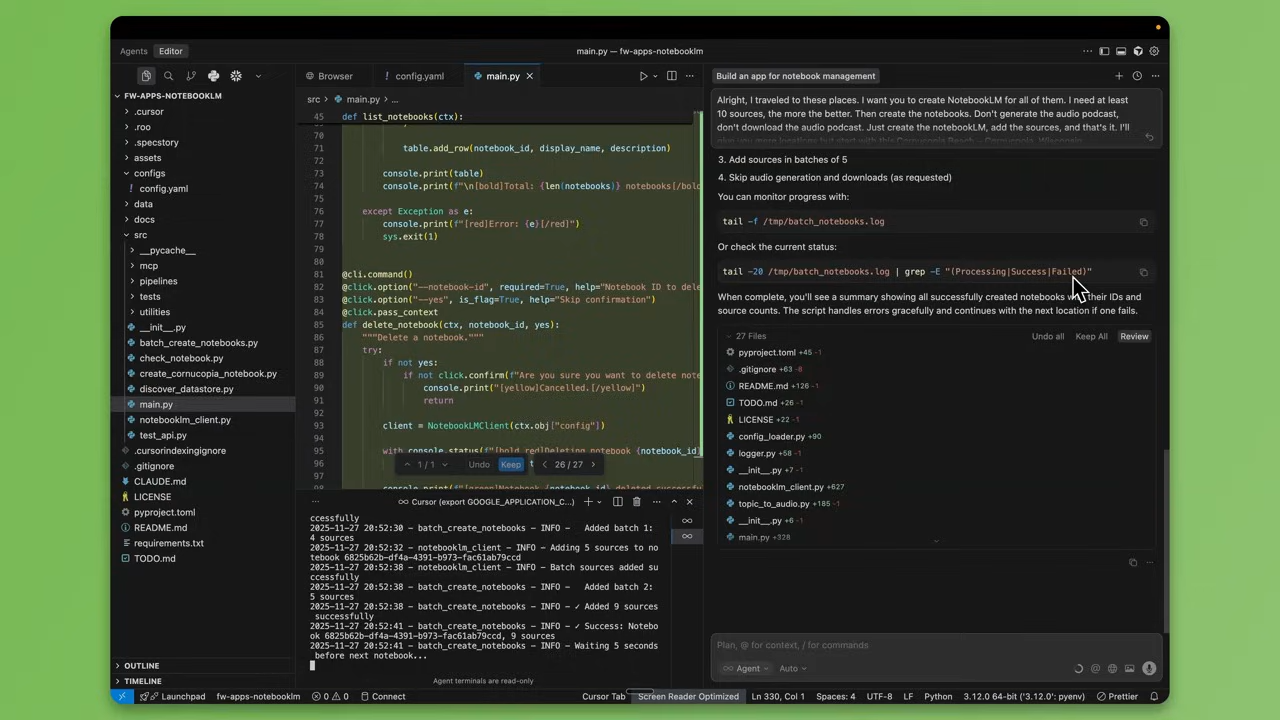 Agents Editor
main.py — fw-apps-notebooklm
FW-APPS-NOTEBOOKLM
.cursor
.roo
.specstory
assets
configs
config.yaml
data
docs
src
__pycache__
mcp
pipelines
tests
utilities
__init__.py
batch_create_notebooks.py
check_notebook.py
create_cornucopia_notebook.py
discover_datastore.py
main.py
notebooklm_client.py
test_api.py
.cursorindexingignore
.gitignore
CLAUDE.md
LICENSE
pyproject.toml
README.md
requirements.txt
TODO.md
OUTLINE
TIMELINE
Browser config.yaml main.py
src > main.py > ...
45 def list_notebooks(ctx):
70
71 table.add_row(notebook_id, display_name, description)
72
73 console.print(table)
74 console.print(f"\n[bold]Total: {len(notebooks)} notebooks[/bold
75
76 except Exception as e:
77 console.print(f"[red]Error: {e}[/red]")
78 sys.exit(1)
79
80
81 @cli.command()
82 @click.option("--notebook-id", required=True, help="Notebook ID to dele
83 @click.option("--yes", is_flag=True, help="Skip confirmation")
84 @click.pass_context
85 def delete_notebook(ctx, notebook_id, yes):
86 """Delete a notebook."""
87 try:
88 if not yes:
89 if not click.confirm(f"Are you sure you want to delete note
90 console.print("[yellow]Cancelled.[/yellow]")
91 return
92
93 client = NotebookLMClient(ctx.obj["config"])
94
95 with console.status(f"[bold red]Deleting notebook {notebook_id}
96
97
98 console.print(f"[green]Notebook {notebook_id} deleted successful
1 / 1 Undo Keep 26 / 27
Cursor (export GOOGLE_APPLICATION_C...)
ccessfully
2025-11-27 20:52:30 - batch_create_notebooks - INFO - Added batch 1:
4 sources
2025-11-27 20:52:32 - notebooklm_client - INFO - Adding 5 sources to no
tebook 6825b62b-df4a-4391-b973-fac61ab79ccd
2025-11-27 20:52:38 - notebooklm_client - INFO - Batch sources added su
ccessfully
2025-11-27 20:52:38 - batch_create_notebooks - INFO - Added batch 2:
5 sources
2025-11-27 20:52:38 - batch_create_notebooks - INFO - ✓ Added 9 sources
successfully
2025-11-27 20:52:41 - batch_create_notebooks - INFO - ✓ Success: Notebo
ok 6825b62b-df4a-4391-b973-fac61ab79ccd, 9 sources
2025-11-27 20:52:41 - batch_create_notebooks - INFO - Waiting 5 seconds
before next notebook...
Agent terminals are read-only
Build an app for notebook management
Alright, I traveled to these places. I want you to create NotebookLM for all of them. I need at least
10 sources, the more the better. Then create the notebooks. Don't generate the audio podcast,
don't download the audio podcast. Just create the notebookLM, add the sources, and that's it. I'll
give you more locations but start with this Cornucopia Beach – Cornucopia, Wisconsin
3. Add sources in batches of 5
4. Skip audio generation and downloads (as requested)
You can monitor progress with:
tail -f /tmp/batch_notebooks.log
Or check the current status:
tail -20 /tmp/batch_notebooks.log | grep -E "(Processing|Success|Failed)"
When complete, you'll see a summary showing all successfully created notebooks their IDs and
source counts. The script handles errors gracefully and continues with the next location if one fails.
27 Files Undo all Keep All Review
pyproject.toml +45 -1
.gitignore +63 -8
README.md +126 -1
TODO.md +26 -1
LICENSE +22 -1
config_loader.py +90
logger.py +58 -1
__init__.py +7 -1
notebooklm_client.py +627
topic_to_audio.py +185 -1
__init__.py +6 -1
main.py +328
Plan, @ for context, / for commands
Agent Auto
Launchpad fw-apps-notebooklm 0 0 Connect Cursor Tab Screen Reader Optimized Ln 330, Col 1 Spaces: 4 UTF-8 LF Python 3.12.0 64-bit ('3.12.0': pyenv) Prettier